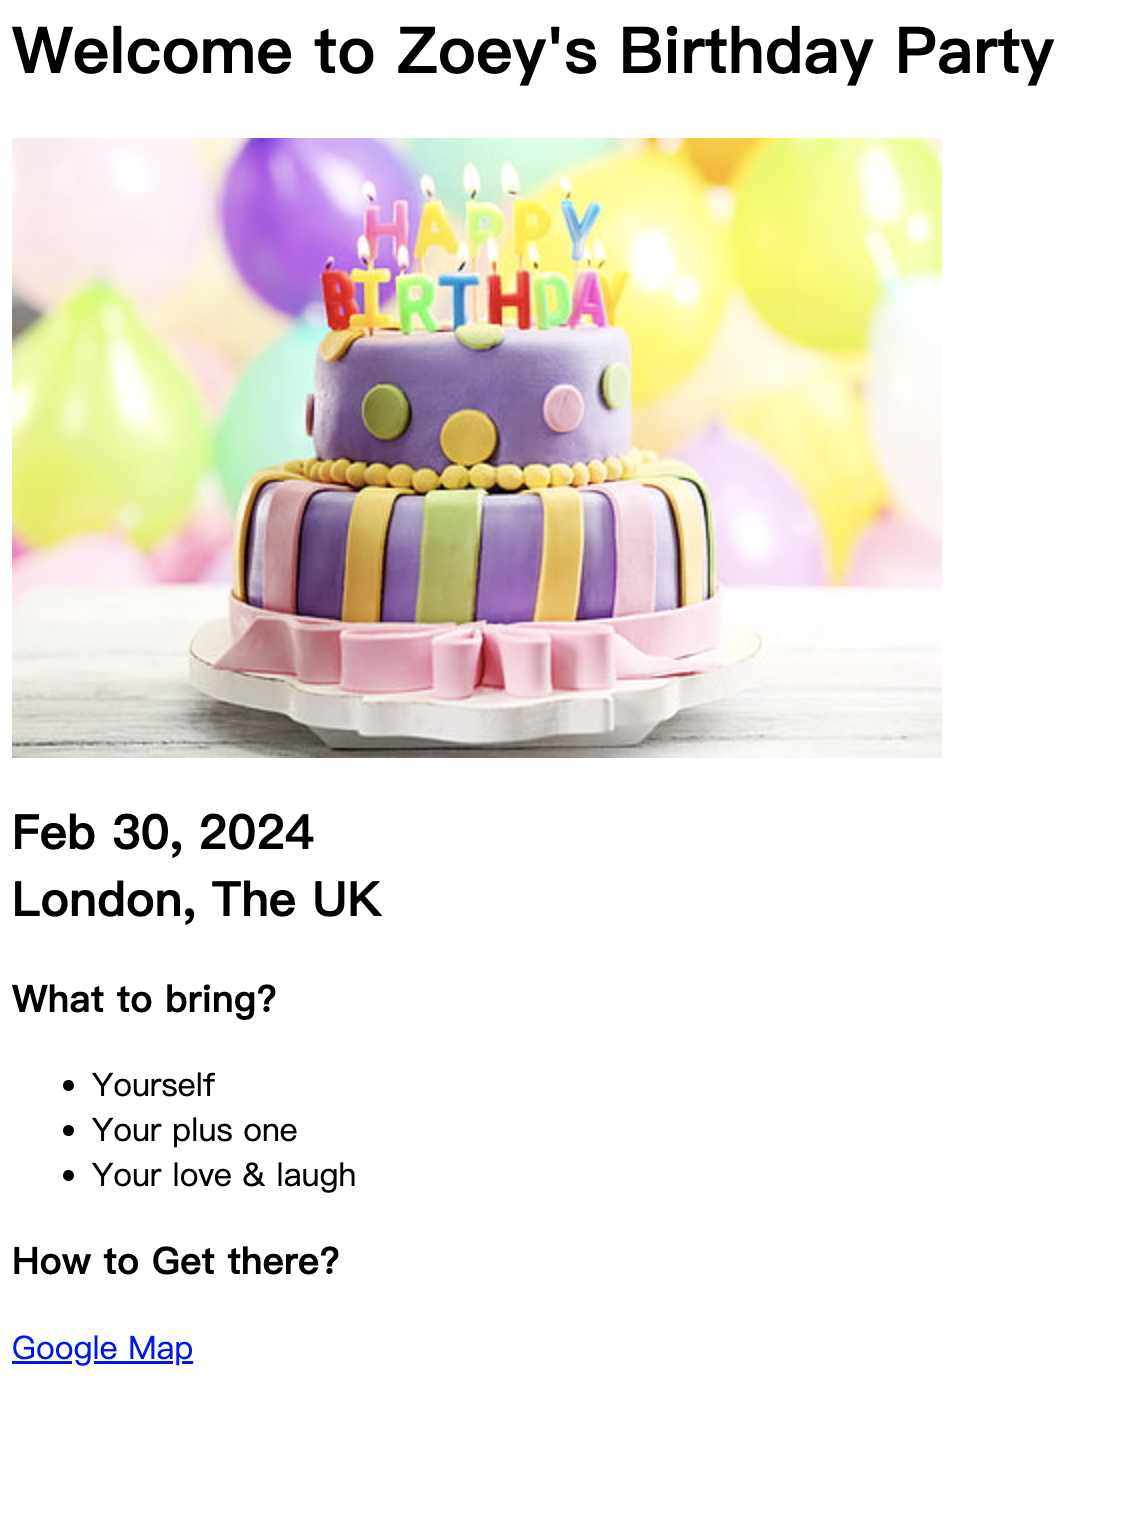 Welcome to Zoey's Birthday Party
HAPPY
BIRTHDAY
Feb 30, 2024
London, The UK
What to bring?
Yourself
Your plus one
Your love & laugh
How to Get there?
Google Map